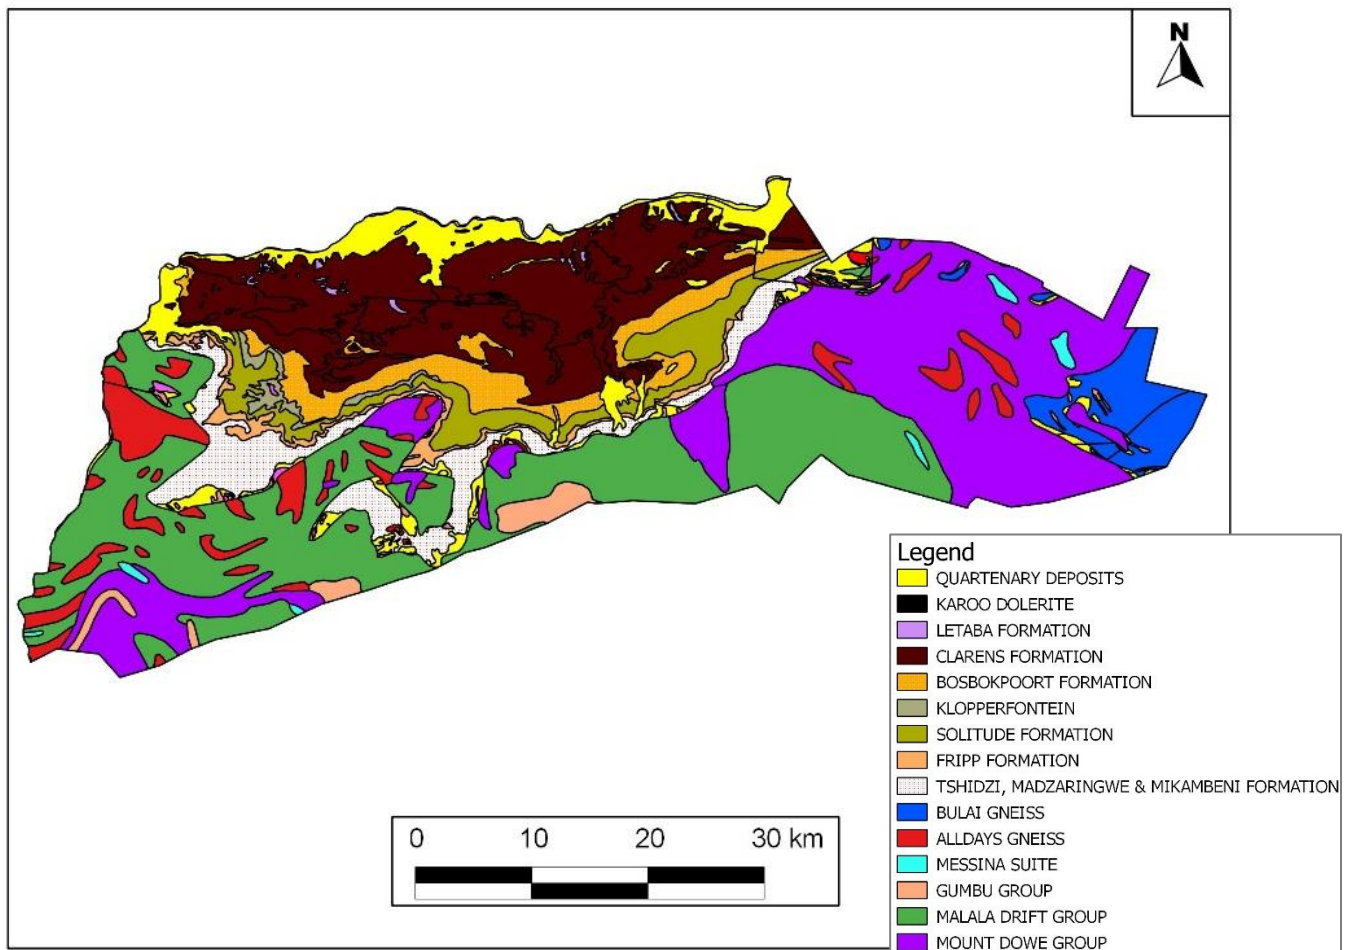 N
Legend
QUARTENARY DEPOSITS
KAROO DOLERITE
LETABA FORMATION
CLARENS FORMATION
BOSBOKPOORT FORMATION
KLOPPERFONTEIN
SOLITUDE FORMATION
FRIPP FORMATION
TSHIDZI, MADZARINGWE & MIKAMBENI FORMATION
BULAI GNEISS
ALLDAYS GNEISS
MESSINA SUITE
GUMBU GROUP
MALALA DRIFT GROUP
MOUNT DOWE GROUP
0 10 20 30 km